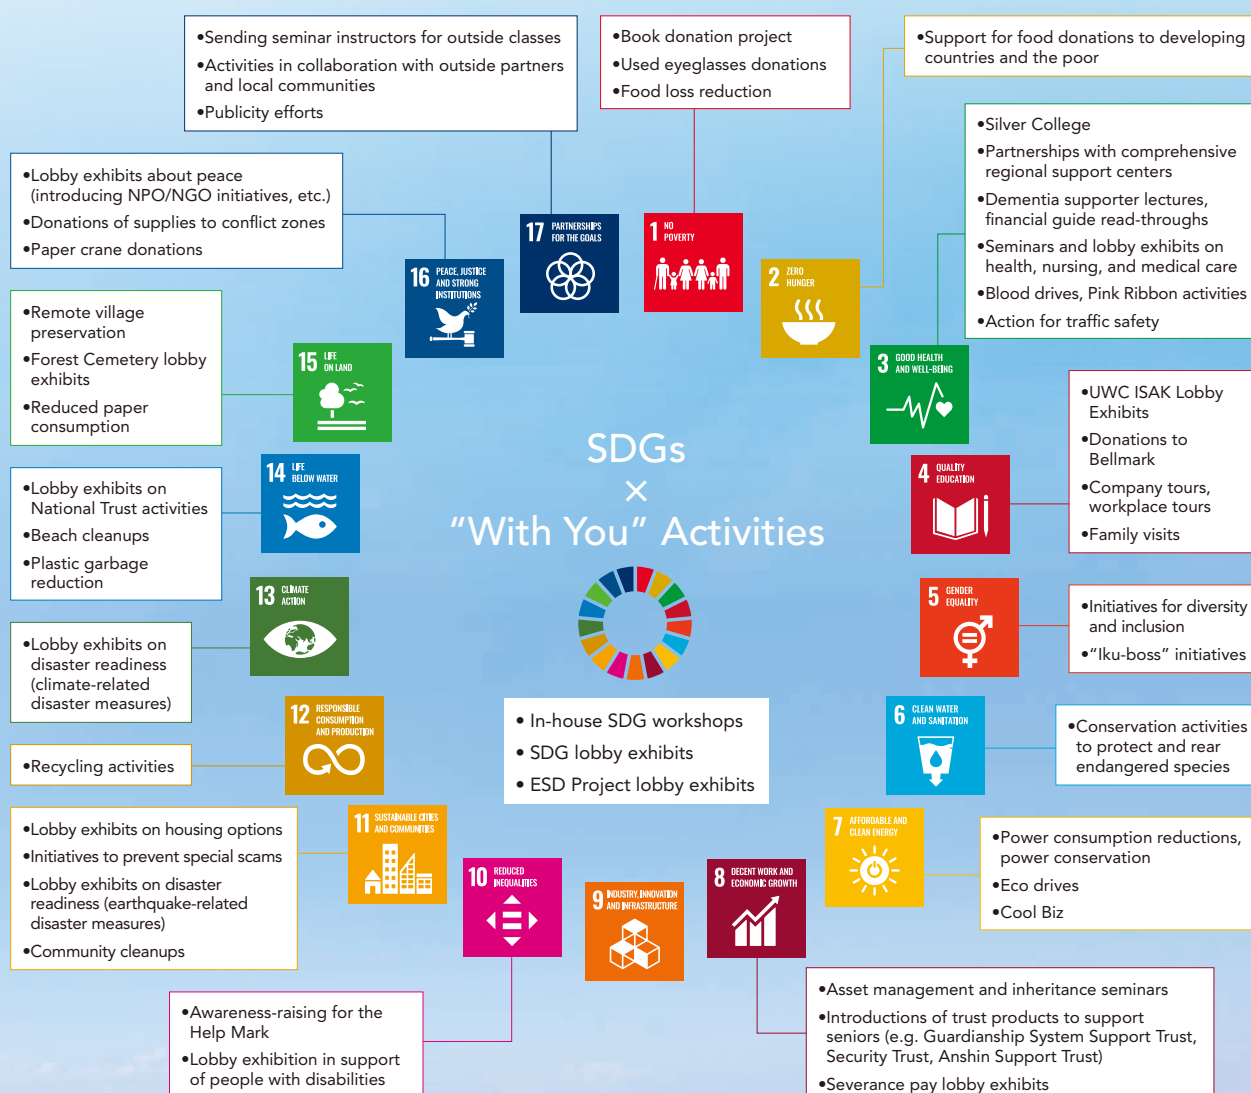 •Sending seminar instructors for outside classes
•Activities in collaboration with outside partners
and local communities
•Publicity efforts
•Book donation project
•Used eyeglasses donations
•Food loss reduction
•Support for food donations to developing
countries and the poor
•Lobby exhibits about peace
(introducing NPO/NGO initiatives, etc.)
•Donations of supplies to conflict zones
•Paper crane donations
•Silver College
•Partnerships with comprehensive
regional support centers
•Dementia supporter lectures,
financial guide read-throughs
•Seminars and lobby exhibits on
health, nursing, and medical care
•Blood drives, Pink Ribbon activities
•Action for traffic safety
17 PARTNERSHIPS
FOR THE GOALS
1 NO
POVERTY
16 PEACE, JUSTICE
AND STRONG
INSTITUTIONS
2 ZERO
HUNGER
•Remote village
preservation
•Forest Cemetery lobby
exhibits
•Reduced paper
consumption
15 LIFE
ON LAND
3 GOOD HEALTH
AND WELL-BEING
•UWC ISAK Lobby
Exhibits
•Donations to
Bellmark
•Company tours,
workplace tours
•Family visits
SDGs
×
“With You” Activities
14 LIFE
BELOW WATER
4 QUALITY
EDUCATION
•Lobby exhibits on
National Trust activities
•Beach cleanups
•Plastic garbage
reduction
13 CLIMATE
ACTION
5 GENDER
EQUALITY
•Initiatives for diversity
and inclusion
•“Iku-boss” initiatives
•Lobby exhibits on
disaster readiness
(climate-related
disaster measures)
12 RESPONSIBLE
CONSUMPTION
AND PRODUCTION
6 CLEAN WATER
AND SANITATION
•Conservation activities
to protect and rear
endangered species
• In-house SDG workshops
• SDG lobby exhibits
• ESD Project lobby exhibits
•Recycling activities
11 SUSTAINABLE CITIES
AND COMMUNITIES
7 AFFORDABLE AND
CLEAN ENERGY
•Lobby exhibits on housing options
•Initiatives to prevent special scams
•Lobby exhibits on disaster
readiness (earthquake-related
disaster measures)
•Community cleanups
•Power consumption reductions,
power conservation
•Eco drives
•Cool Biz
10 REDUCED
INEQUALITIES
9 INDUSTRY, INNOVATION
AND INFRASTRUCTURE
8 DECENT WORK AND
ECONOMIC GROWTH
•Awareness-raising for the
Help Mark
•Lobby exhibition in support
of people with disabilities
•Asset management and inheritance seminars
•Introductions of trust products to support
seniors (e.g. Guardianship System Support Trust,
Security Trust, Anshin Support Trust)
•Severance pay lobby exhibits